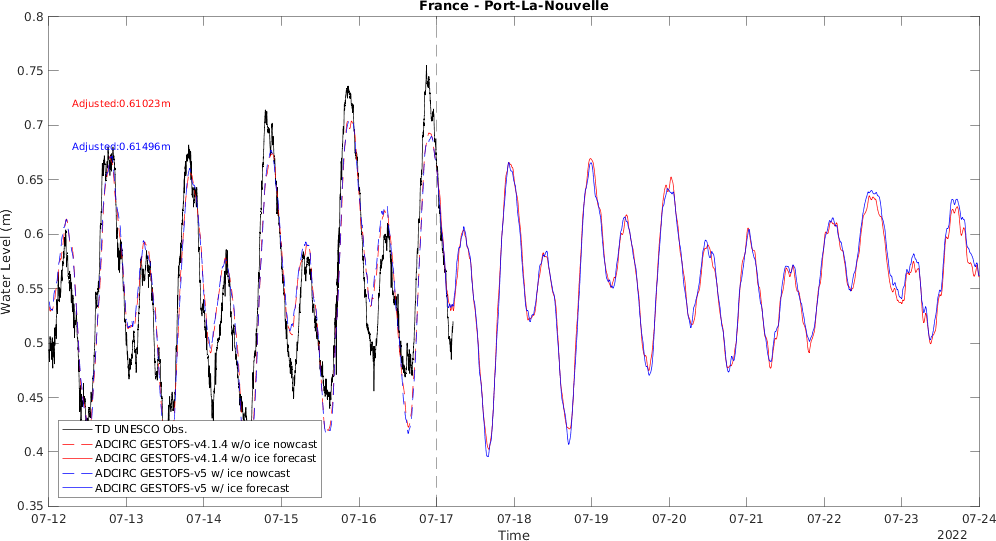 France - Port-La-Nouvelle
0.8
0.75
0.7
0.65
0.6
0.55
0.5
0.45
0.4
0.35
Water Level (m)
Adjusted:0.61023m
Adjusted:0.61496m
TD UNESCO Obs.
ADCIRC GESTOFS-v4.1.4 w/o ice nowcast
ADCIRC GESTOFS-v4.1.4 w/o ice forecast
ADCIRC GESTOFS-v5 w/ ice nowcast
ADCIRC GESTOFS-v5 w/ ice forecast
07-12 07-13 07-14 07-15 07-16 07-17 07-18 07-19 07-20 07-21 07-22 07-23 07-24
Time
2022